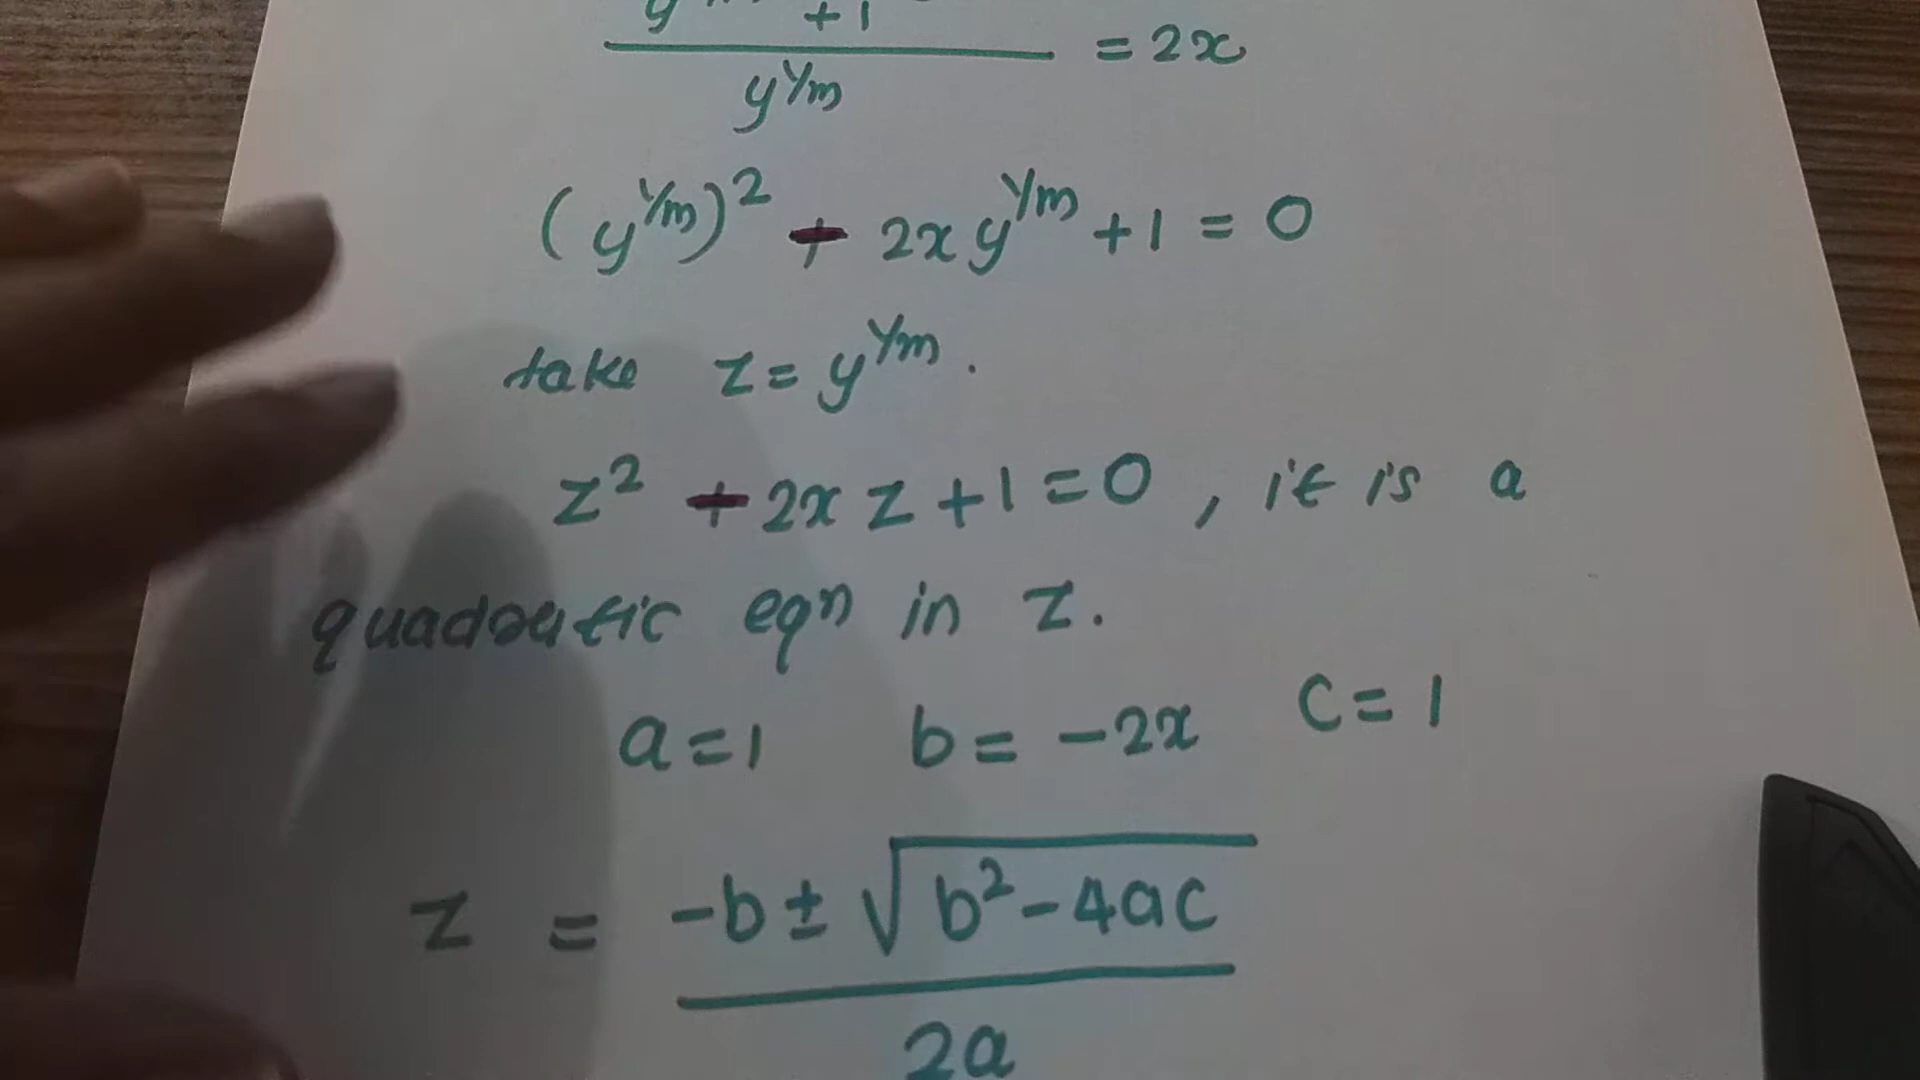 +1
= 2x
y^1/m
(y^1/m)^2 - 2x y^1/m + 1 = 0
take z = y^1/m .
z^2 - 2x z + 1 = 0 , it is a
quadratic eqn in z.
a = 1 b = -2x c = 1
z = -b ± √b^2 - 4ac
2a